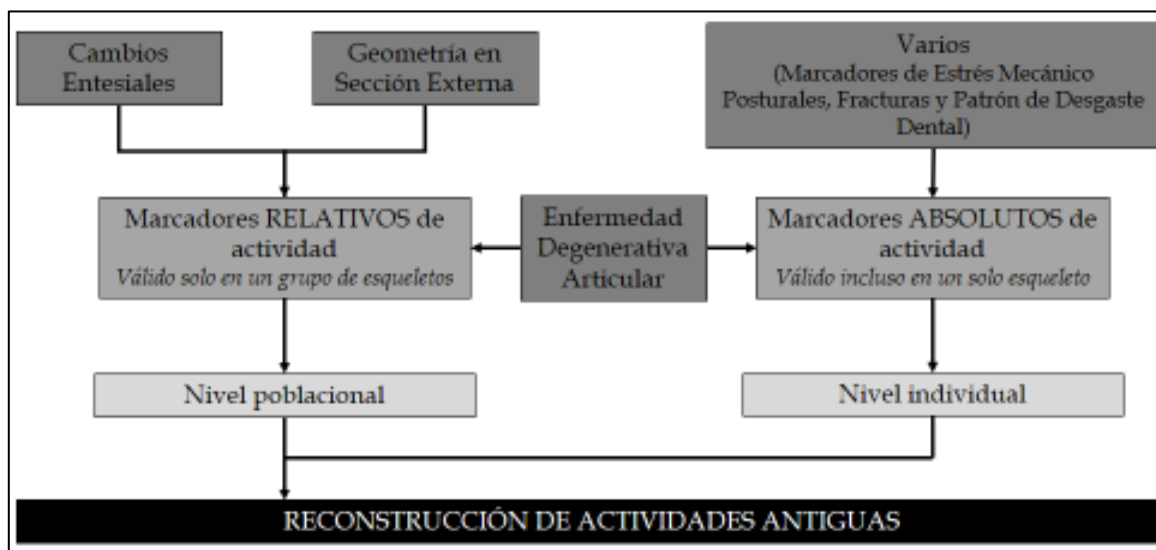 Cambios
Entesiales
Geometría en
Sección Externa
Varios
(Marcadores de Estrés Mecánico
Posturales, Fracturas y Patrón de Desgaste
Dental)
Marcadores RELATIVOS de
actividad
Válido solo en un grupo de esqueletos
Enfermedad
Degenerativa
Articular
Marcadores ABSOLUTOS de
actividad
Válido incluso en un solo esqueleto
Nivel poblacional
Nivel individual
RECONSTRUCCIÓN DE ACTIVIDADES ANTIGUAS